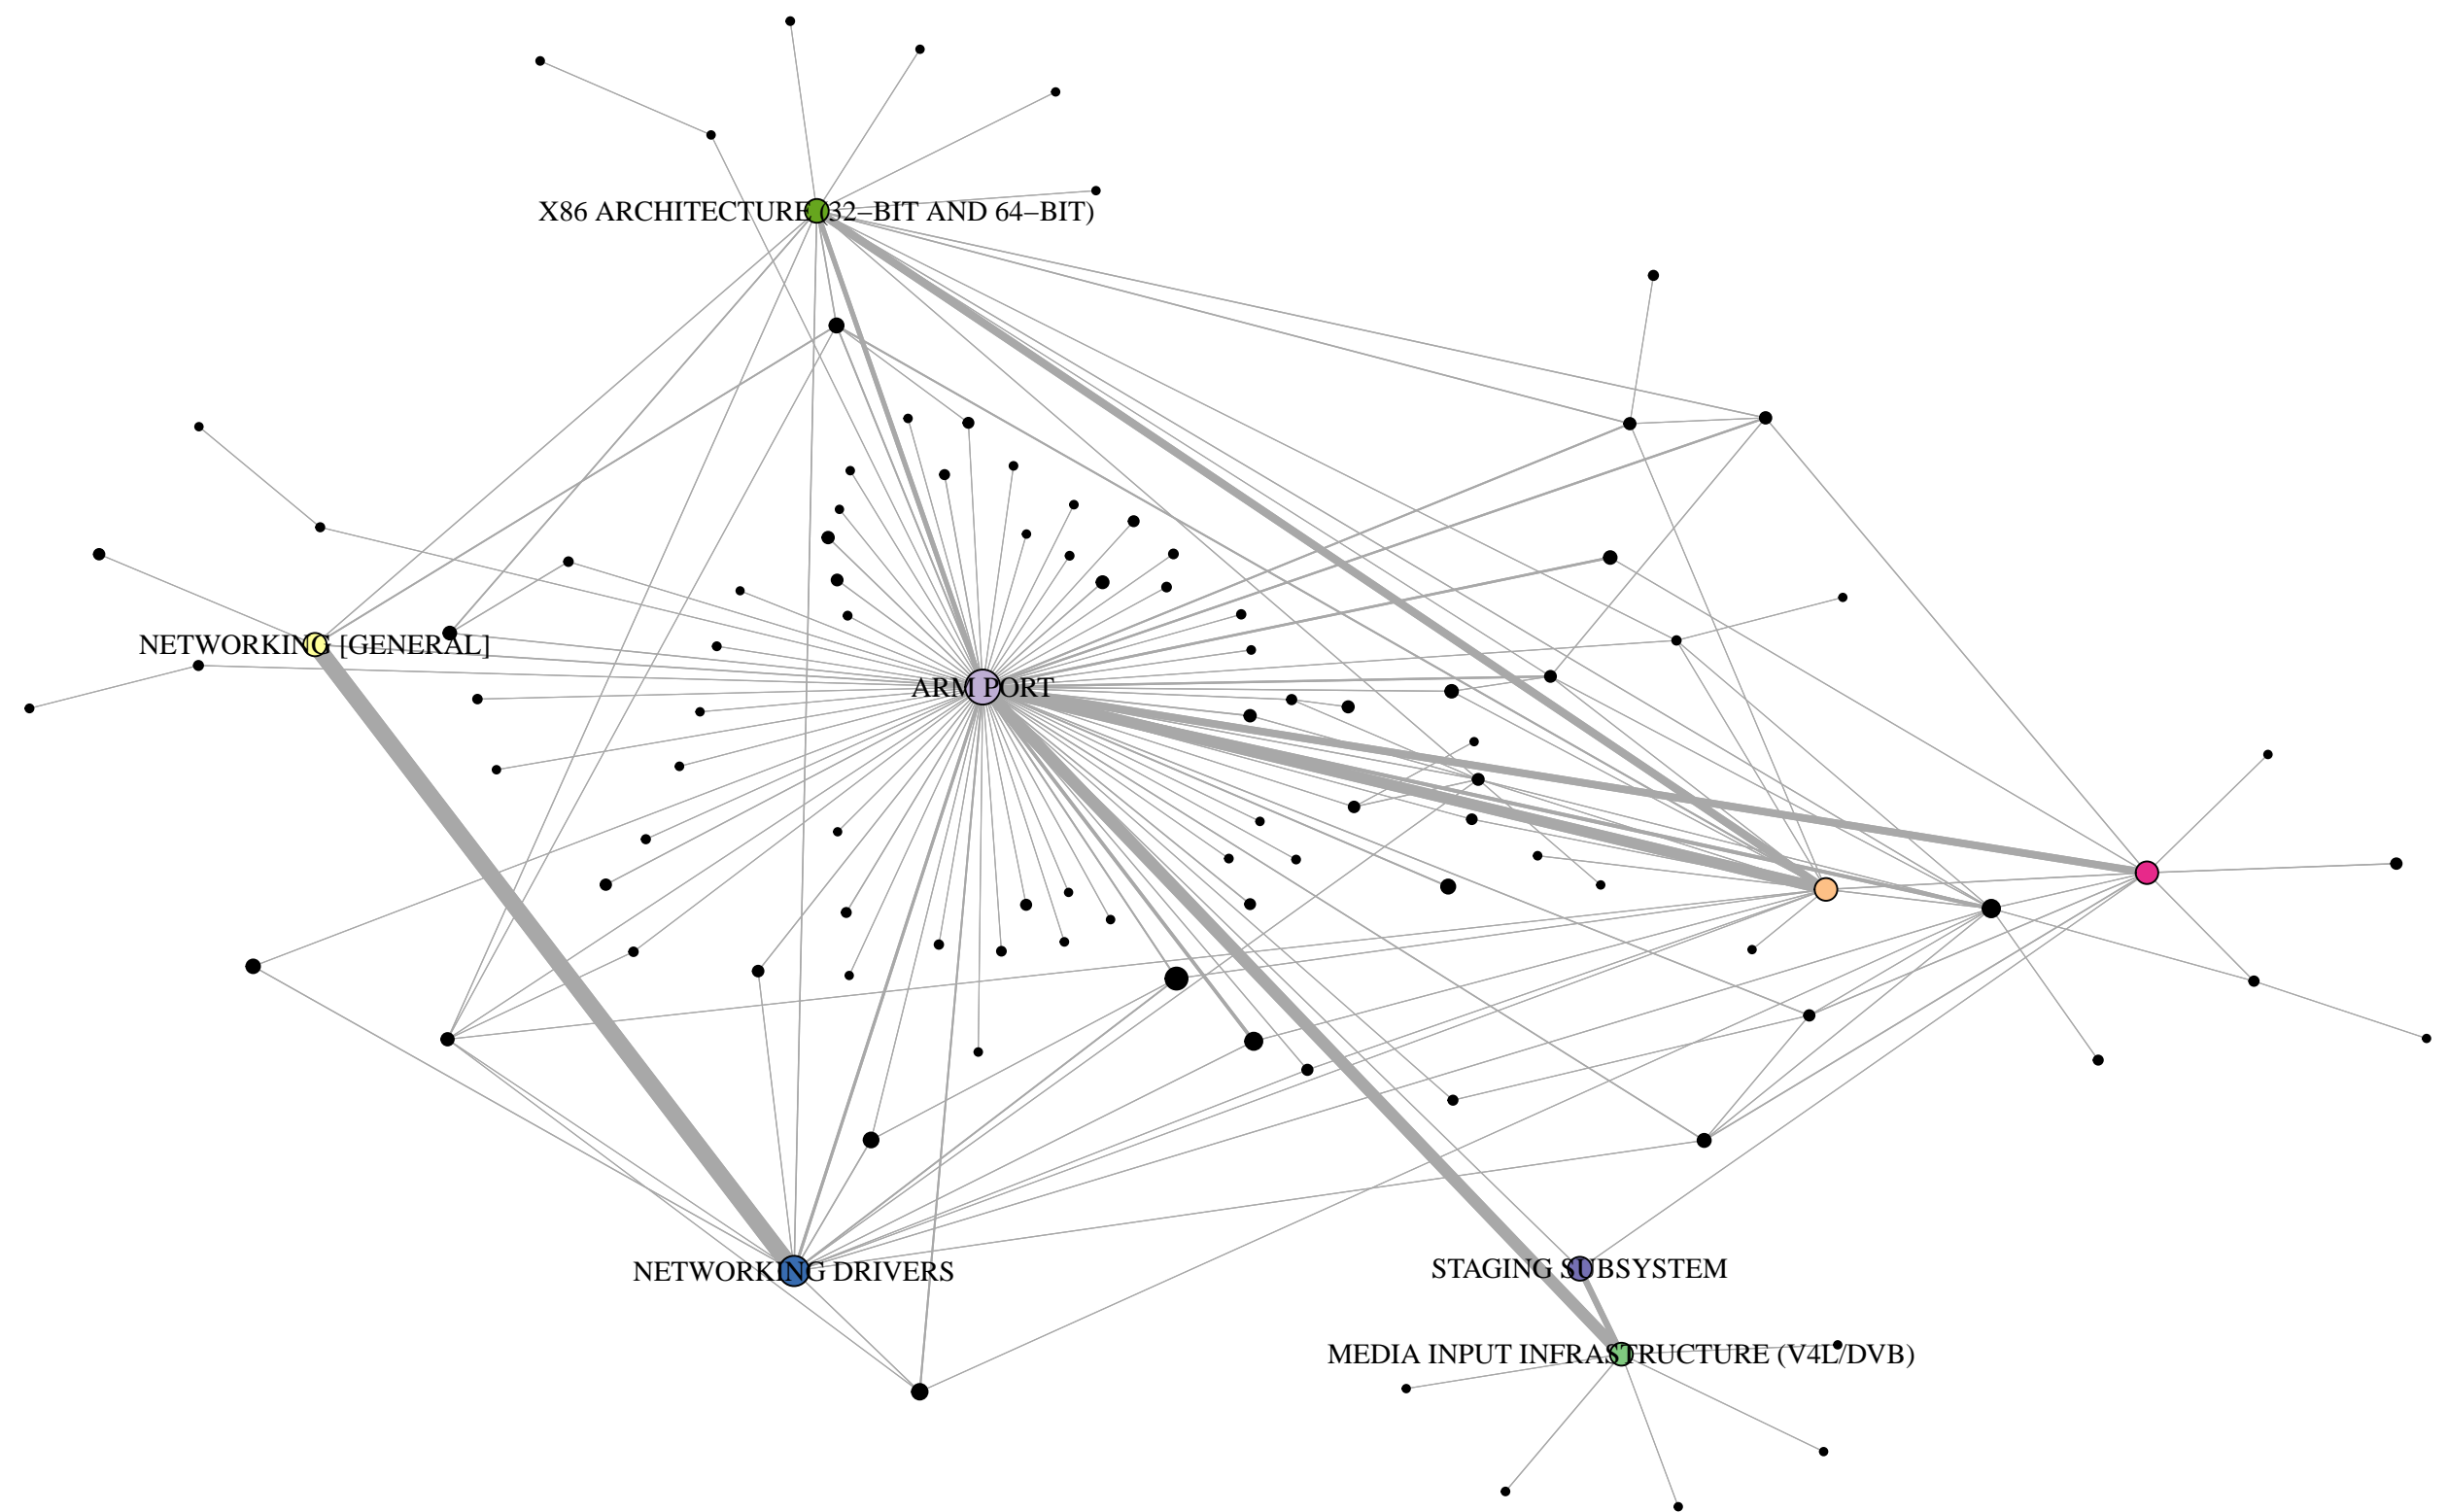 X86 ARCHITECTURE (32−BIT AND 64−BIT)
NETWORKING [GENERAL]
ARM PORT
NETWORKING DRIVERS
STAGING SUBSYSTEM
MEDIA INPUT INFRASTRUCTURE (V4L/DVB)